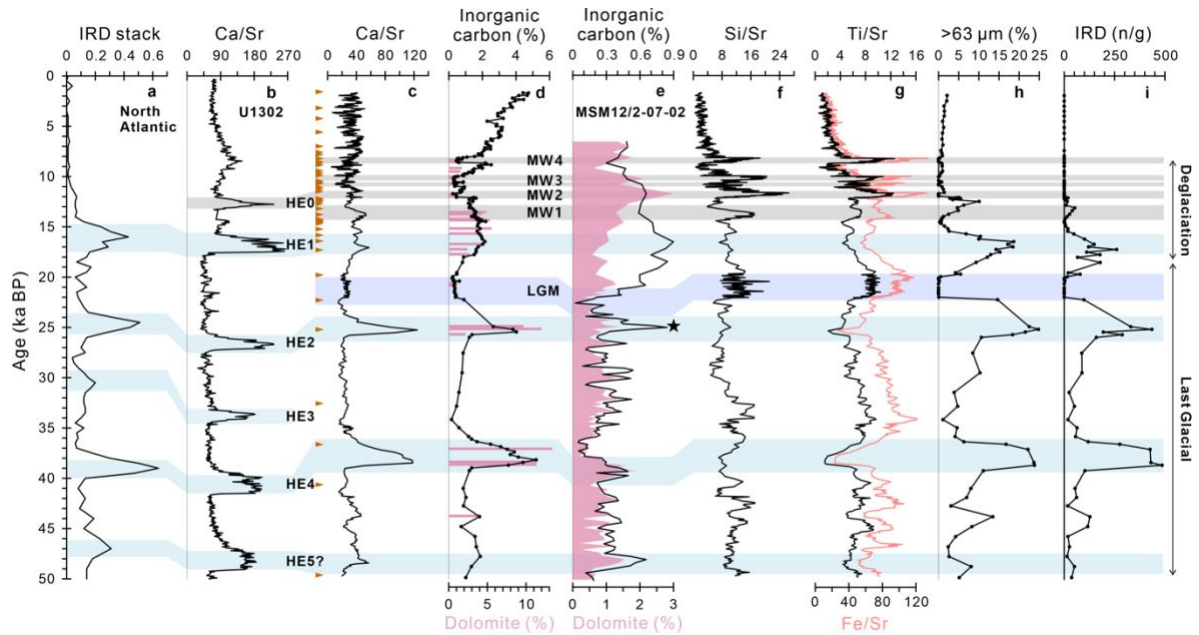 IRD stack
Ca/Sr
Ca/Sr
Inorganic
carbon (%)
Inorganic
carbon (%)
Si/Sr
Ti/Sr
>63 µm (%)
IRD (n/g)
0 0.2 0.4 0.6
0 90 180 270
0 40 80 120
0 1 2 3 4
0 0.3 0.6 0.9
0 8 16 24
0 4 8 12 16
0 5 10 15 20 25
0 250 500
a b c d e f g h i
North
Atlantic
U1302
MSM12/2-07-02
Age (ka BP)
0
5
10
15
20
25
30
35
40
45
50
MW4
MW3
MW2
HE0
MW1
HE1
LGM
HE2
HE3
HE4
HE5?
Deglaciation
Last Glacial
0 5 10
0 1 2 3
0 40 80 120
Dolomite (%)
Dolomite (%)
Fe/Sr